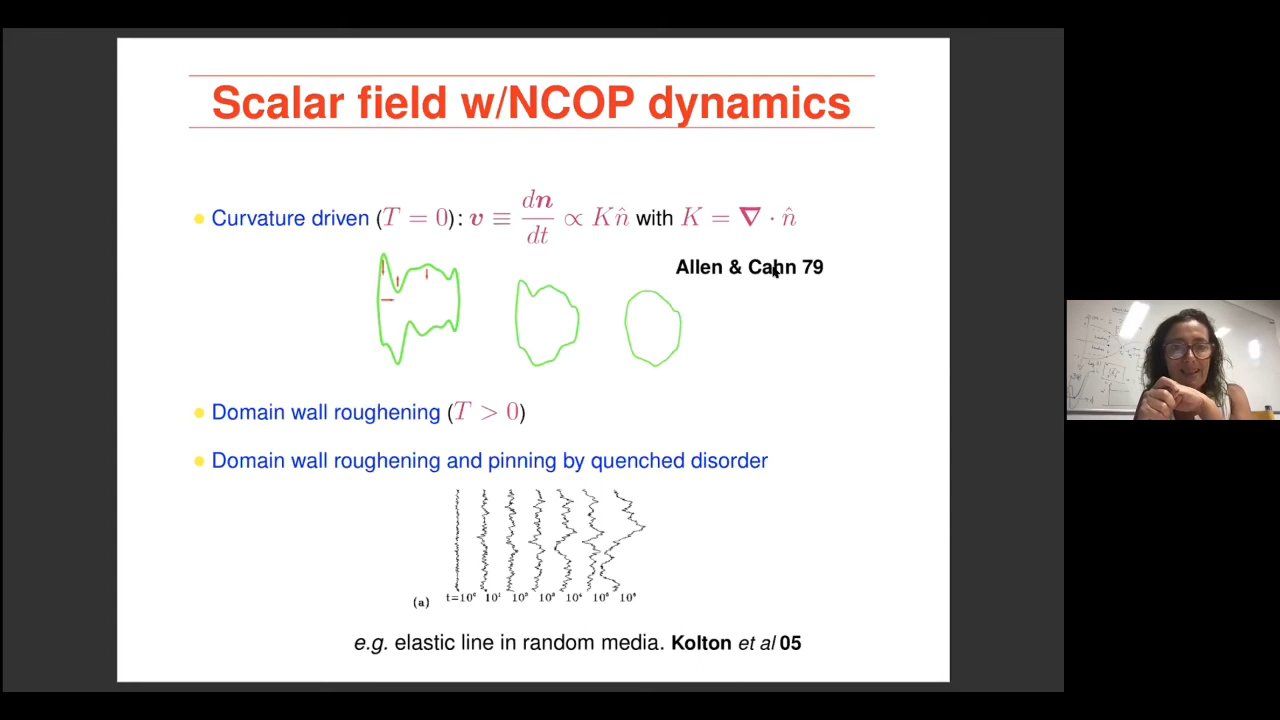 Scalar field w/NCOP dynamics
Curvature driven (T = 0): v ≡ dn/dt ∝ Kn̂ with K = ∇ · n̂
Allen & Cahn 79
Domain wall roughening (T > 0)
Domain wall roughening and pinning by quenched disorder
(a) t=10⁰ 10¹ 10² 10³ 10⁴ 10⁶ 10⁸
e.g. elastic line in random media. Kolton et al 05